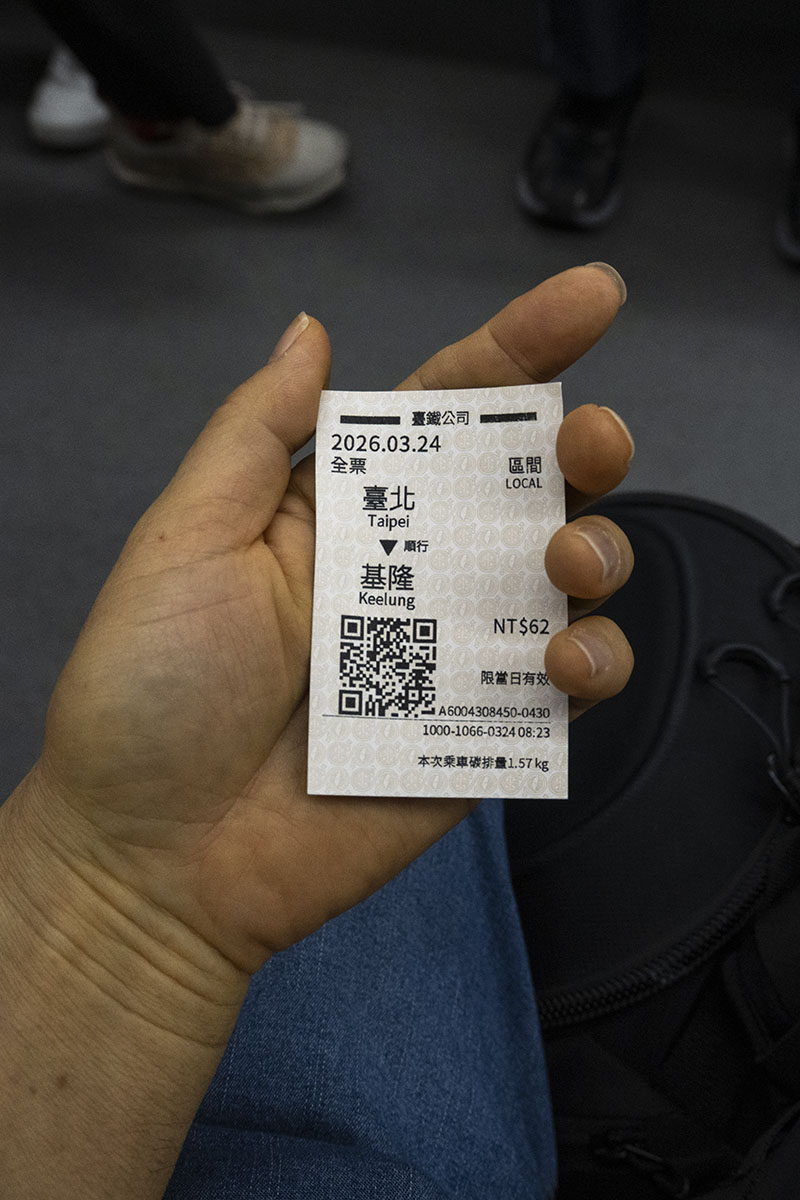 臺鐵公司
2026.03.24
全票 區間
LOCAL
臺北
Taipei
順行
基隆
Keelung
NT$62
限當日有效
A6004308450-0430
1000-1066-0324 08:23
本次乘車碳排量1.57kg